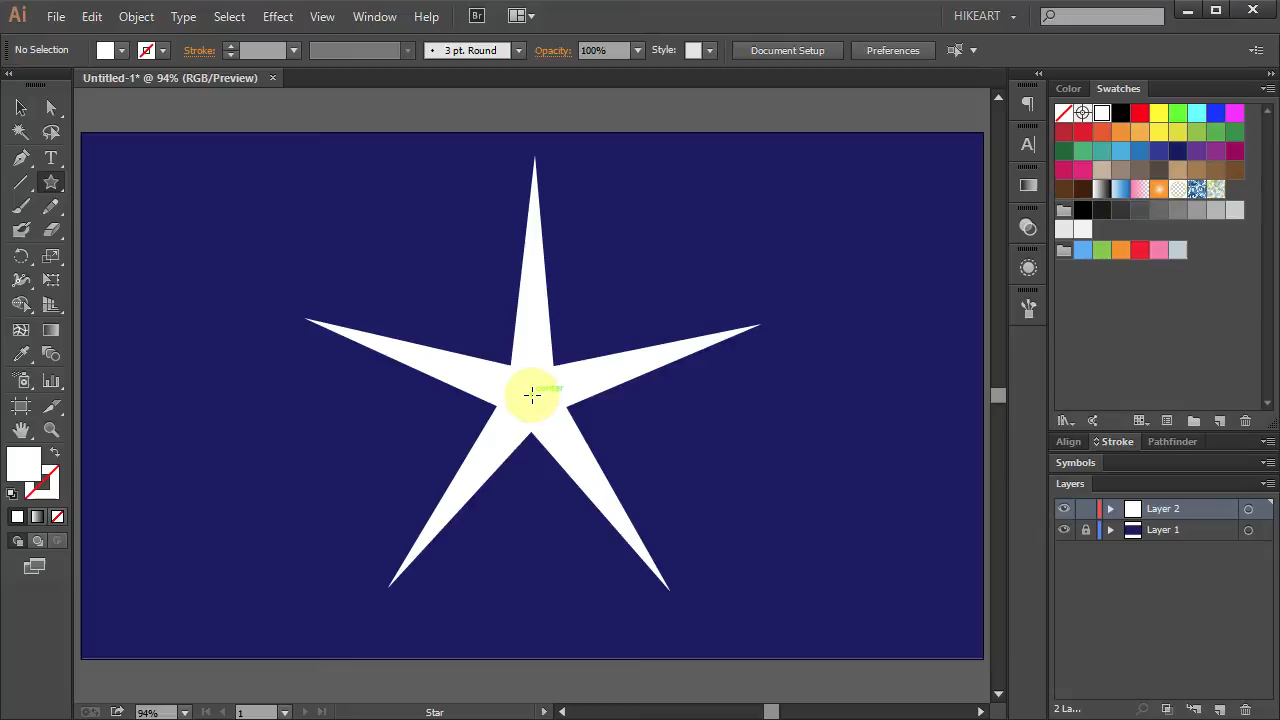 Ai File Edit Object Type Select Effect View Window Help Br HIKEART
No Selection Stroke: 3 pt. Round Opacity: 100% Style: Document Setup Preferences
Untitled-1* @ 94% (RGB/Preview)
Color Swatches
center
Align Stroke Pathfinder
Symbols
Layers
Layer 2
Layer 1
2 La...
94% 1 Star